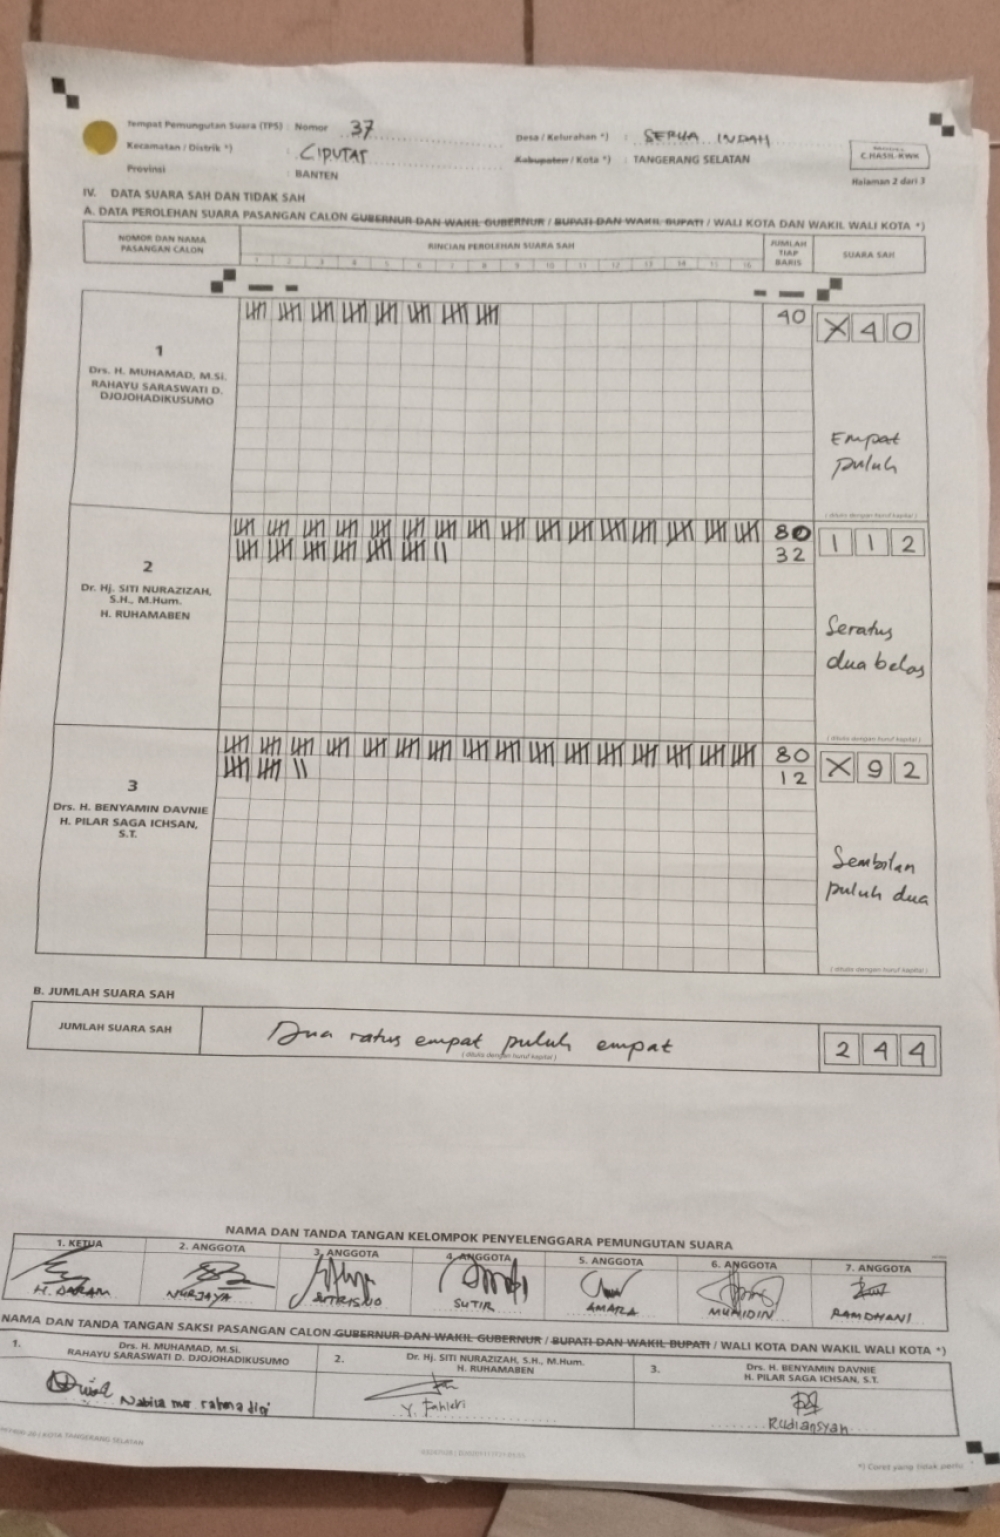 Tempat Pemungutan Suara (TPS) : Nomor 37
Desa / Kelurahan *) : SERUA INDAH
Kecamatan / Distrik *) : CIPUTAT
Kabupaten / Kota *) : TANGERANG SELATAN
Provinsi : BANTEN
C.HASIL-KWK
Halaman 2 dari 3
IV. DATA SUARA SAH DAN TIDAK SAH
A. DATA PEROLEHAN SUARA PASANGAN CALON GUBERNUR DAN WAKIL GUBERNUR / BUPATI DAN WAKIL BUPATI / WALI KOTA DAN WAKIL WALI KOTA *)
NOMOR DAN NAMA PASANGAN CALON
RINCIAN PEROLEHAN SUARA SAH
JUMLAH TIAP BARIS
SUARA SAH
1 2 3 4 5 6 7 8 9 10 11 12 13 14 15 16
40
X 4 0
1
Drs. H. MUHAMAD, M.Si.
RAHAYU SARASWATI D.
DJOJOHADIKUSUMO
Empat
puluh
( ditulis dengan huruf kapital )
80
32
1 1 2
2
Dr. Hj. SITI NURAZIZAH,
S.H., M.Hum.
H. RUHAMABEN
Seratus
dua belas
( ditulis dengan huruf kapital )
80
12
X 9 2
3
Drs. H. BENYAMIN DAVNIE
H. PILAR SAGA ICHSAN,
S.T.
Sembilan
puluh dua
( ditulis dengan huruf kapital )
B. JUMLAH SUARA SAH
JUMLAH SUARA SAH
Dua ratus empat puluh empat
( ditulis dengan huruf kapital )
2 4 4
NAMA DAN TANDA TANGAN KELOMPOK PENYELENGGARA PEMUNGUTAN SUARA
1. KETUA 2. ANGGOTA 3. ANGGOTA 4. ANGGOTA 5. ANGGOTA 6. ANGGOTA 7. ANGGOTA
H. DARAM NURJAYA SUTRISNO SUTIR AMARA MUHIDIN RAMDHANI
NAMA DAN TANDA TANGAN SAKSI PASANGAN CALON GUBERNUR DAN WAKIL GUBERNUR / BUPATI DAN WAKIL BUPATI / WALI KOTA DAN WAKIL WALI KOTA *)
1. Drs. H. MUHAMAD, M.Si.
RAHAYU SARASWATI D. DJOJOHADIKUSUMO
2. Dr. Hj. SITI NURAZIZAH, S.H., M.Hum.
H. RUHAMABEN
3. Drs. H. BENYAMIN DAVNIE
H. PILAR SAGA ICHSAN, S.T.
Rudiansyah
KOTA TANGERANG SELATAN
*) Coret yang tidak perlu